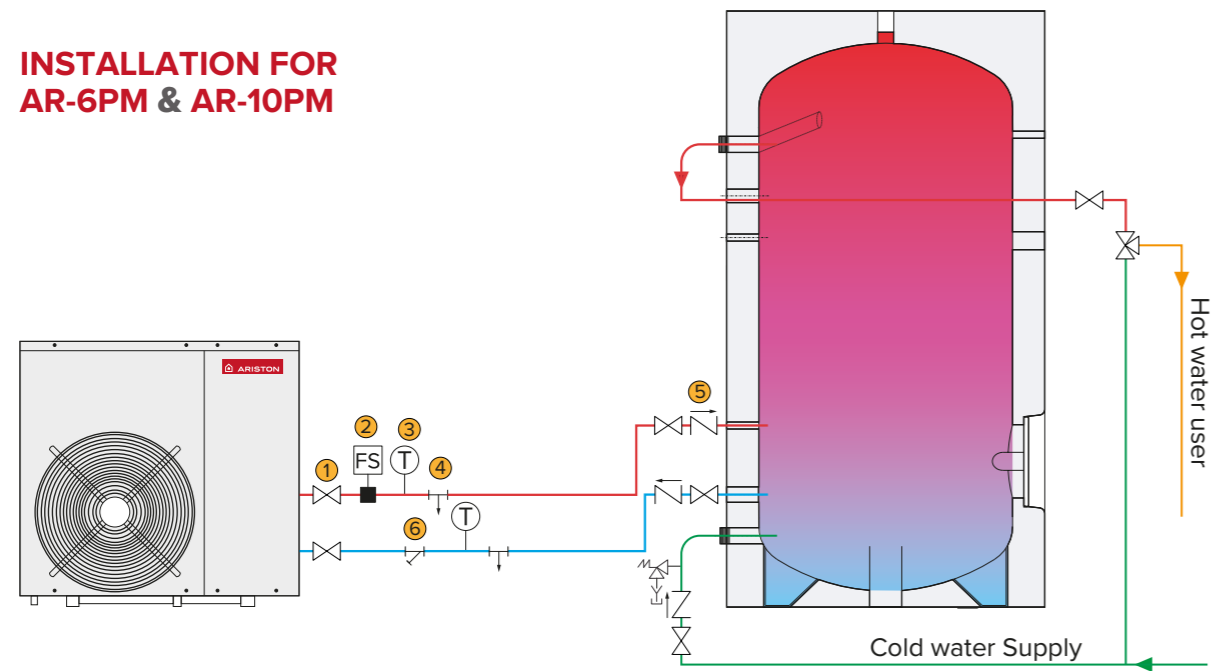 INSTALLATION FOR
AR-6PM & AR-10PM
ARISTON
1
2
FS
3
T
4
5
6
T
Hot water user
Cold water Supply